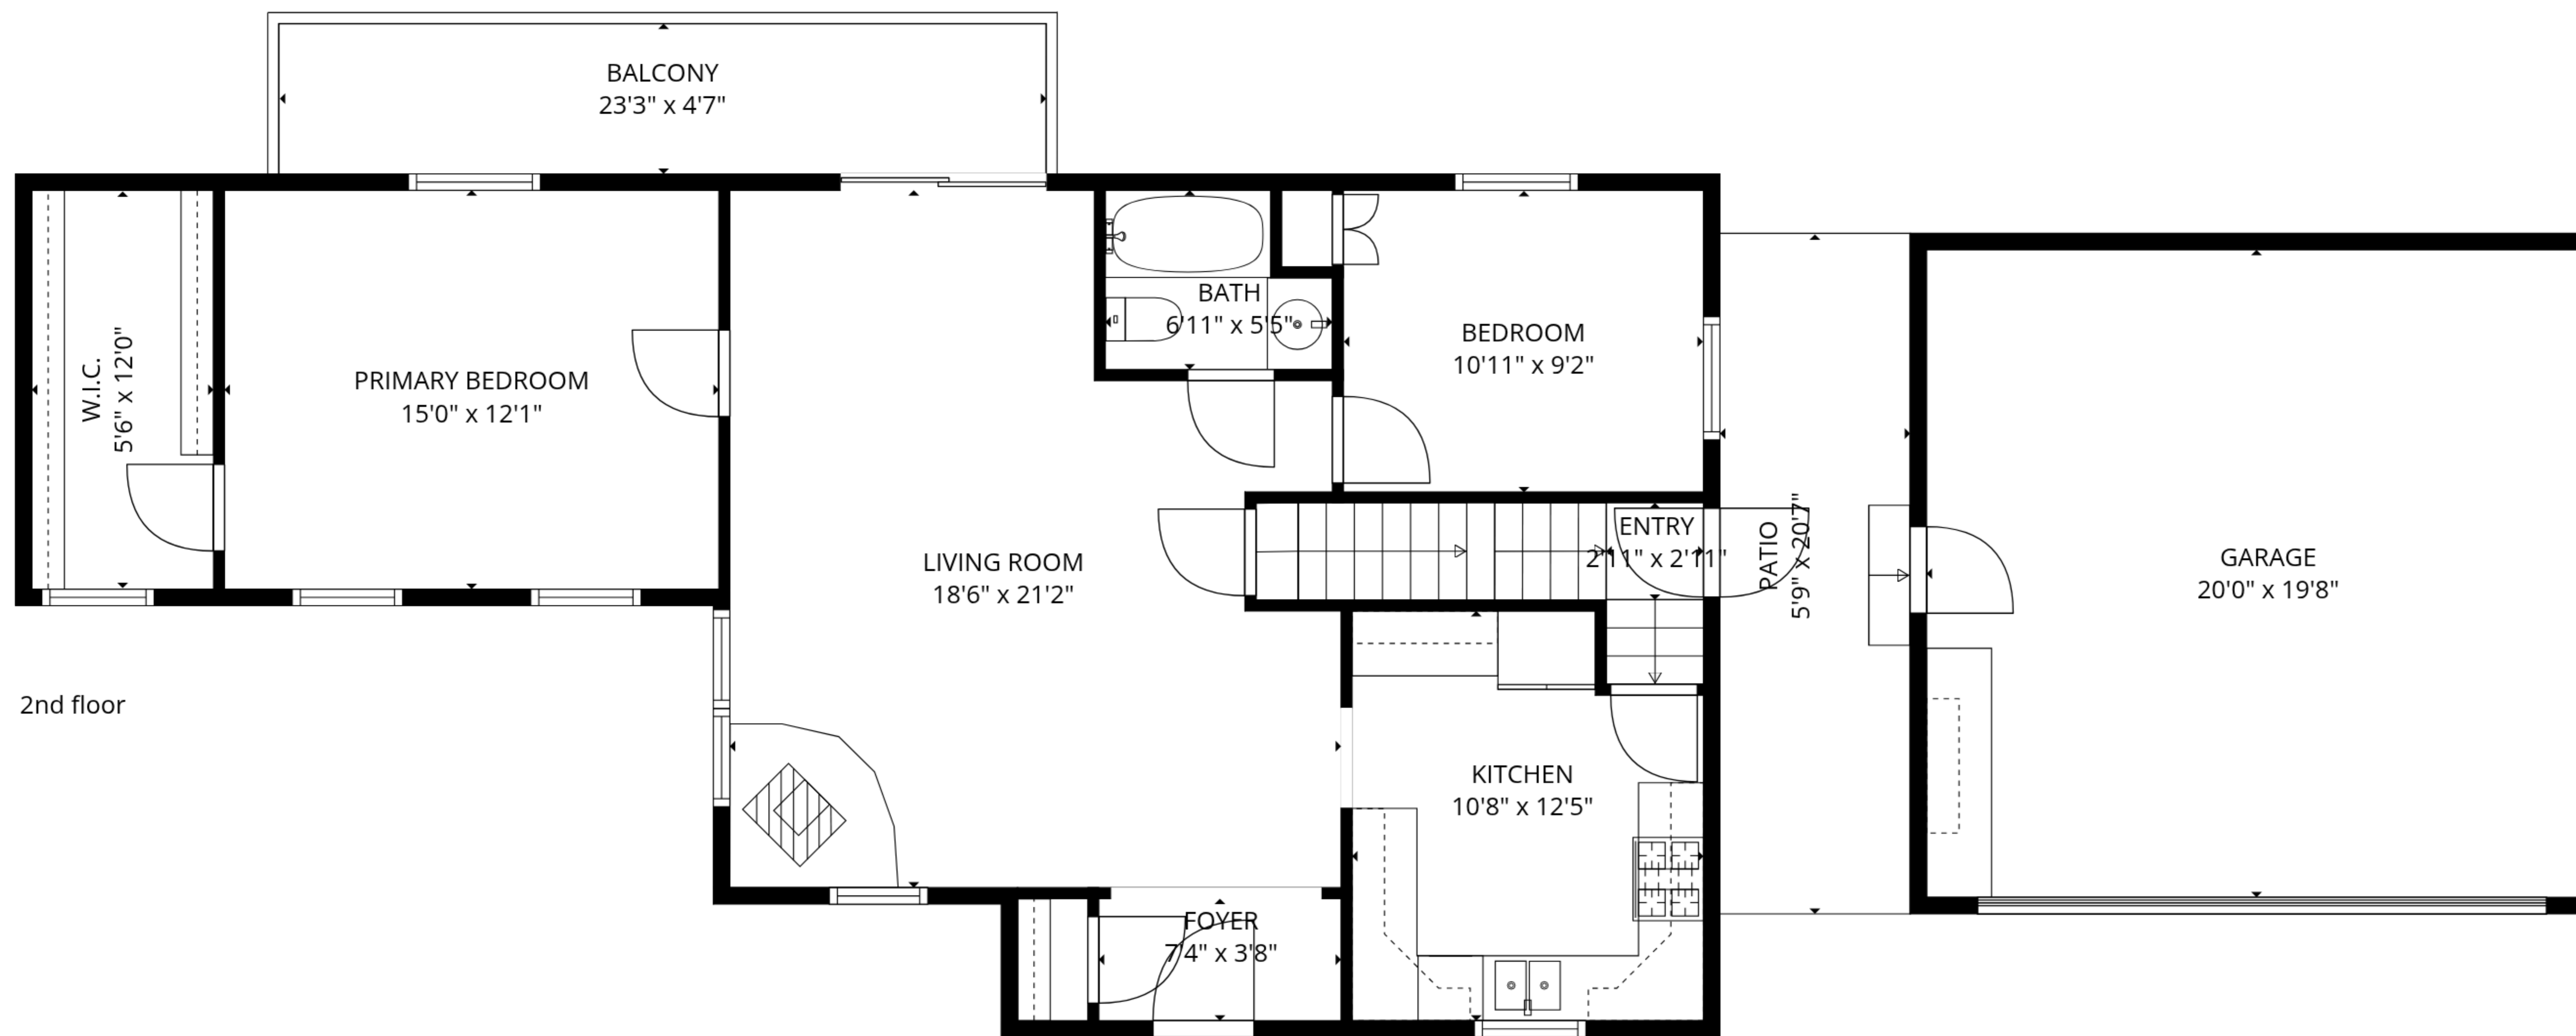 BALCONY
23'3" x 4'7"
W.I.C.
5'6" x 12'0"
PRIMARY BEDROOM
15'0" x 12'1"
BATH
6'11" x 5'5"
BEDROOM
10'11" x 9'2"
LIVING ROOM
18'6" x 21'2"
ENTRY
2'11" x 2'11"
PATIO
5'9" x 20'7"
GARAGE
20'0" x 19'8"
2nd floor
KITCHEN
10'8" x 12'5"
FOYER
7'4" x 3'8"